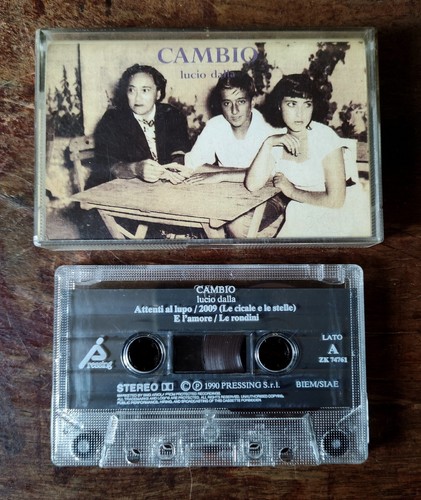 CAMBIO
lucio dalla
CAMBIO
lucio dalla
Attenti al lupo / 2009 (Le cicale e le stelle)
E l'amore / Le rondini
LATO
A
ZK 74761
Pressing
STEREO
© ℗ 1990 PRESSING S.r.l.
BIEM/SIAE